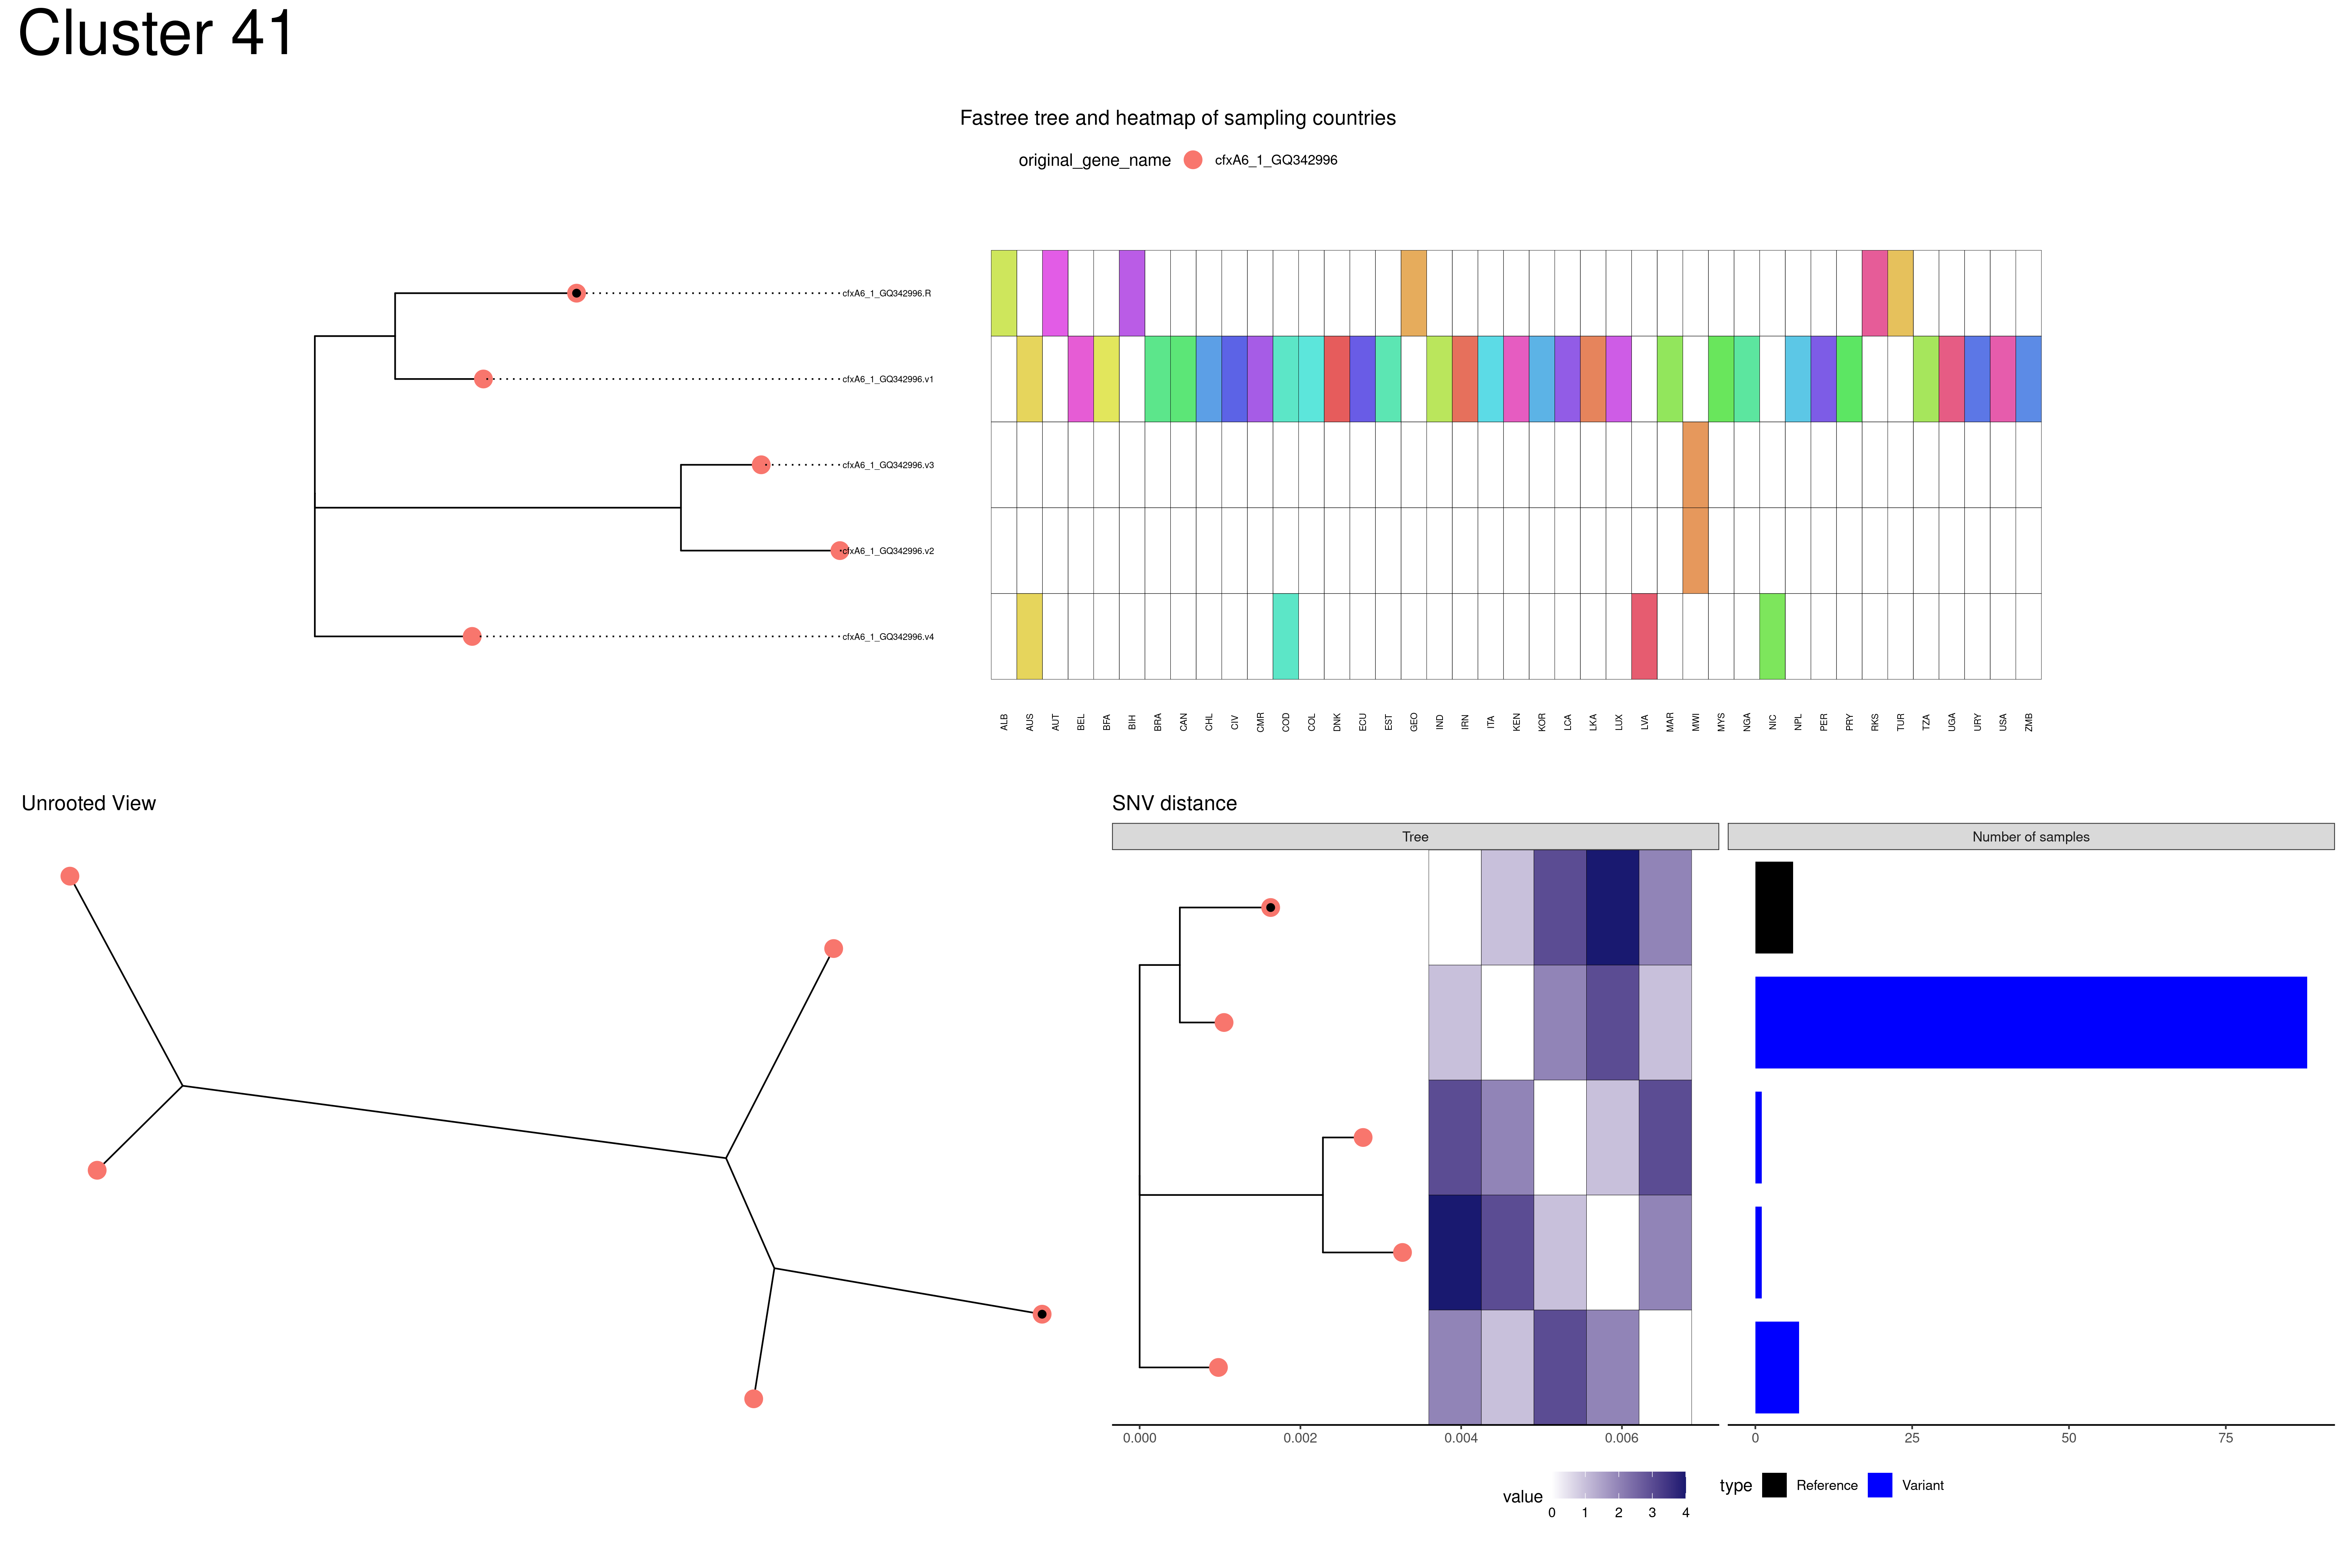 Cluster 41
Fastree tree and heatmap of sampling countries
original_gene_name cfxA6_1_GQ342996
cfxA6_1_GQ342996.R
cfxA6_1_GQ342996.v1
cfxA6_1_GQ342996.v3
cfxA6_1_GQ342996.v2
cfxA6_1_GQ342996.v4
ALB AUS AUT BEL BFA BIH BRA CAN CHL CIV CMR COD COL DNK ECU EST GEO IND IRN ITA KEN KOR LCA LKA LUX LVA MAR MWI MYS NGA NIC NPL PER PRY RKS TUR TZA UGA URY USA ZMB
Unrooted View
SNV distance
Tree Number of samples
0.000 0.002 0.004 0.006 0 25 50 75
value 0 1 2 3 4 type Reference Variant